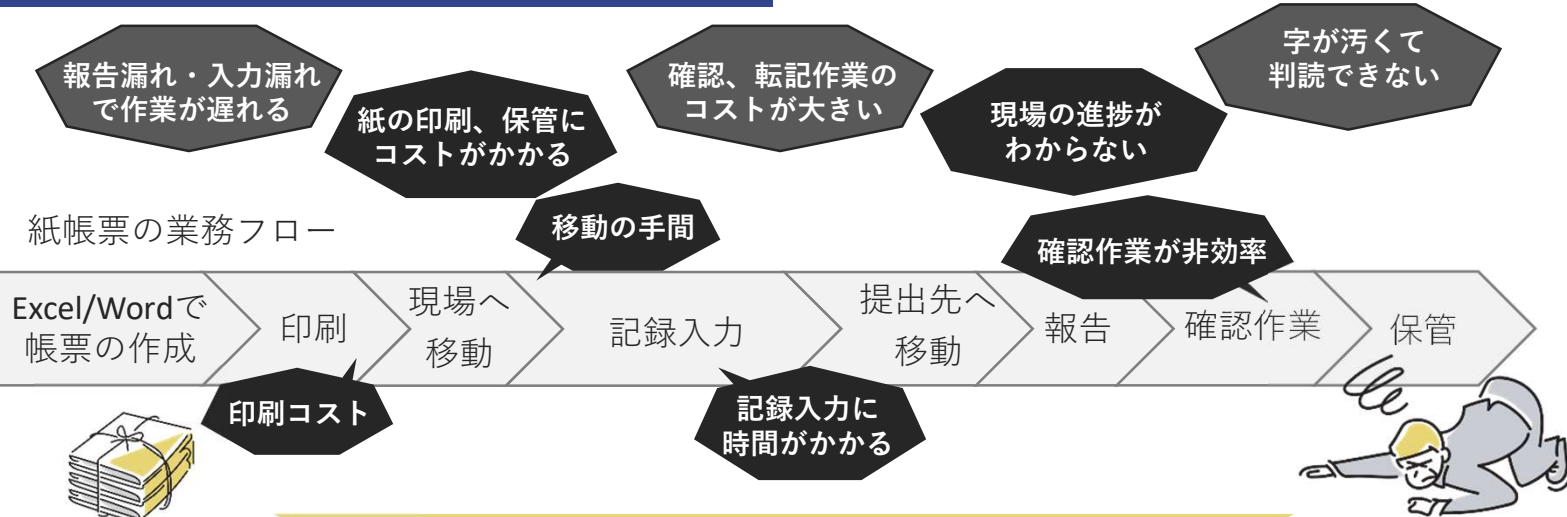 報告漏れ・入力漏れ
で作業が遅れる
紙の印刷、保管に
コストがかかる
確認、転記作業の
コストが大きい
現場の進捗が
わからない
字が汚くて
判読できない
紙帳票の業務フロー
移動の手間
確認作業が非効率
Excel/Wordで
帳票の作成
印刷
現場へ
移動
記録入力
提出先へ
移動
報告
確認作業
保管
印刷コスト
記録入力に
時間がかかる